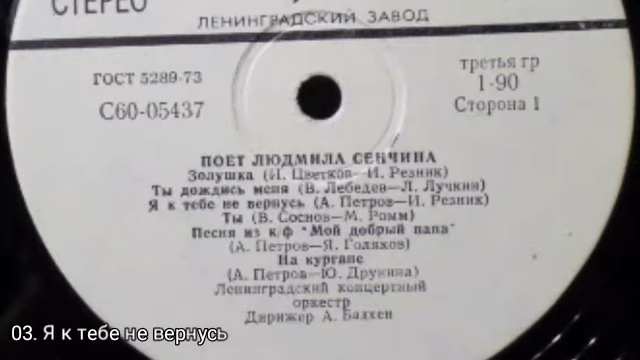 СТЕРЕО
ЛЕНИНГРАДСКИЙ ЗАВОД
ГОСТ 5289-73
С60-05437
третья гр
1-90
Сторона 1
ПОЕТ ЛЮДМИЛА СЕНЧИНА
Золушка (И. Цветков—И. Резник)
Ты дождись меня (В. Лебедев—Л. Лучкин)
Я к тебе не вернусь (А. Петров—И. Резник)
Ты (В. Соснов—М. Ромм)
Песня из к/ф "Мой добрый папа"
(А. Петров—Я. Голяков)
На кургане
(А. Петров—Ю. Друнина)
Ленинградский концертный
оркестр
Дирижер А. Бадхен
03. Я к тебе не вернусь